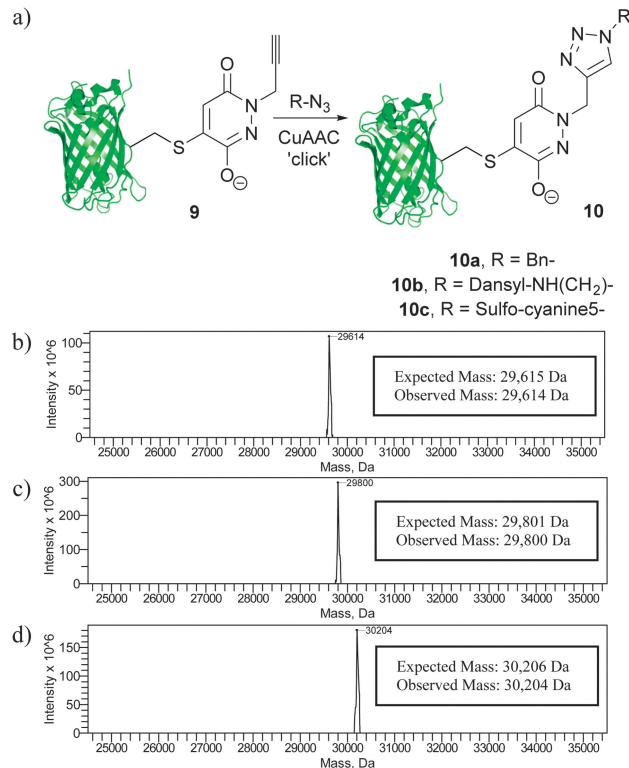 a)
R
N
N
N
O
N
N
S
O
⊖
9
R-N₃
CuAAC
'click'
O
N
N
S
O
⊖
10
10a, R = Bn-
10b, R = Dansyl-NH(CH₂)-
10c, R = Sulfo-cyanine5-
b)
Intensity x 10^6
100
50
0
29614
Expected Mass: 29,615 Da
Observed Mass: 29,614 Da
25000 26000 27000 28000 29000 30000 31000 32000 33000 34000 35000
Mass, Da
c)
Intensity x 10^6
300
200
100
0
29800
Expected Mass: 29,801 Da
Observed Mass: 29,800 Da
25000 26000 27000 28000 29000 30000 31000 32000 33000 34000 35000
Mass, Da
d)
Intensity x 10^6
150
100
50
0
30204
Expected Mass: 30,206 Da
Observed Mass: 30,204 Da
25000 26000 27000 28000 29000 30000 31000 32000 33000 34000 35000
Mass, Da